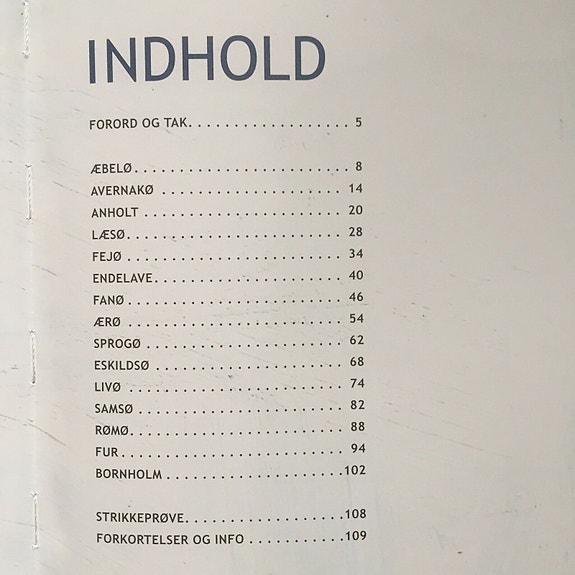 INDHOLD
FORORD OG TAK. . . . . . . . . . . . . . . . . . 5
ÆBELØ. . . . . . . . . . . . . . . . . . . . . . . . 8
AVERNAKØ . . . . . . . . . . . . . . . . . . . . 14
ANHOLT . . . . . . . . . . . . . . . . . . . . . . 20
LÆSØ. . . . . . . . . . . . . . . . . . . . . . . . 28
FEJØ . . . . . . . . . . . . . . . . . . . . . . . . 34
ENDELAVE. . . . . . . . . . . . . . . . . . . . . 40
FANØ. . . . . . . . . . . . . . . . . . . . . . . . 46
ÆRØ . . . . . . . . . . . . . . . . . . . . . . . . 54
SPROGØ . . . . . . . . . . . . . . . . . . . . . . 62
ESKILDSØ . . . . . . . . . . . . . . . . . . . . . 68
LIVØ . . . . . . . . . . . . . . . . . . . . . . . . 74
SAMSØ . . . . . . . . . . . . . . . . . . . . . . . 82
RØMØ. . . . . . . . . . . . . . . . . . . . . . . . 88
FUR. . . . . . . . . . . . . . . . . . . . . . . . . 94
BORNHOLM . . . . . . . . . . . . . . . . . . . .102
STRIKKEPRØVE. . . . . . . . . . . . . . . . . .108
FORKORTELSER OG INFO . . . . . . . . . . .109